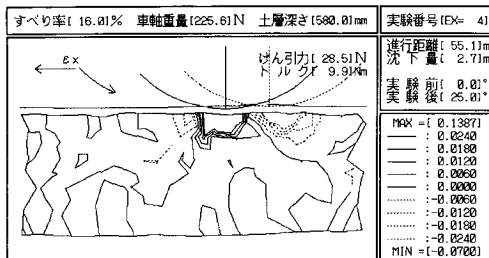 すべり率[ 16.0]% 車軸重量[225.6]N 土層深さ[580.0]mm
実験番号[EX= 4]
εx
けん引力[ 28.5]N
トルク[ 9.9]Nm
進行距離[ 55.1]mm
沈下量[ 2.7]mm
実験前[ 0.0]°
実験後[ 25.0]°
MAX =[ 0.1387]
: 0.0240
: 0.0180
: 0.0120
: 0.0060
: 0.0000
:-0.0060
:-0.0120
:-0.0180
:-0.0240
MIN =[-0.0700]